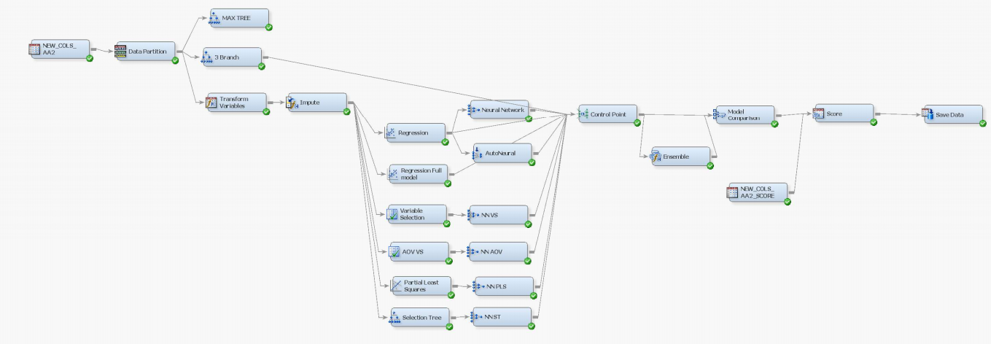 MAX TREE
NEW_COLS_
AA2
Data Partition
3 Branch
Transform
Variables
Impute
Regression
Neural Network
AutoNeural
Regression Full
model
Variable
Selection
NN VS
AOV VS
NN AOV
Partial Least
Squares
NN PLS
Selection Tree
NN ST
Control Point
Ensemble
Model
Comparison
NEW_COLS_
AA2_SCORE
Score
Save Data